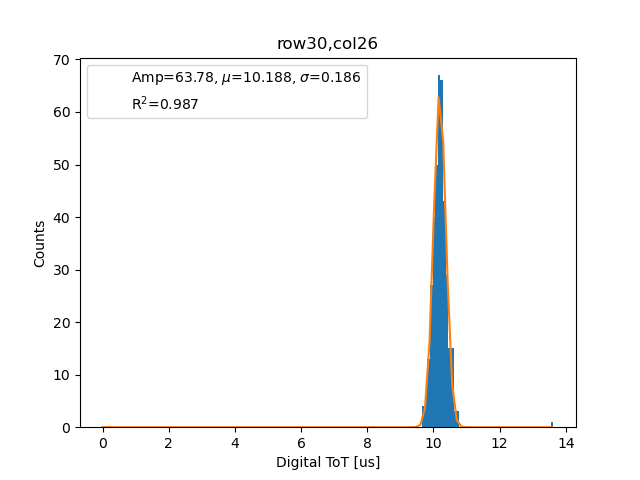 row30,col26
Amp=63.78, μ=10.188, σ=0.186
R²=0.987
70
60
50
40
30
20
10
0
Counts
0 2 4 6 8 10 12 14
Digital ToT [us]